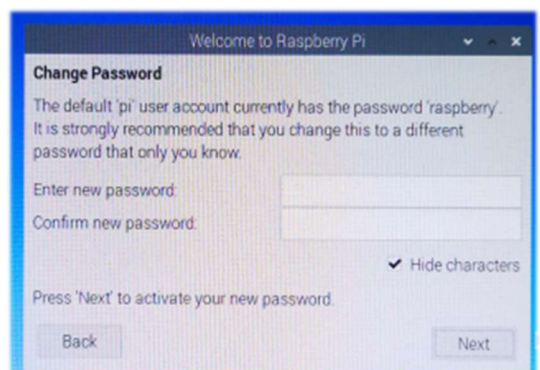 Welcome to Raspberry Pi
Change Password
The default 'pi' user account currently has the password 'raspberry'.
It is strongly recommended that you change this to a different
password that only you know.
Enter new password:
Confirm new password:
Hide characters
Press 'Next' to activate your new password.
Back
Next